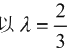 以 λ = 2/3